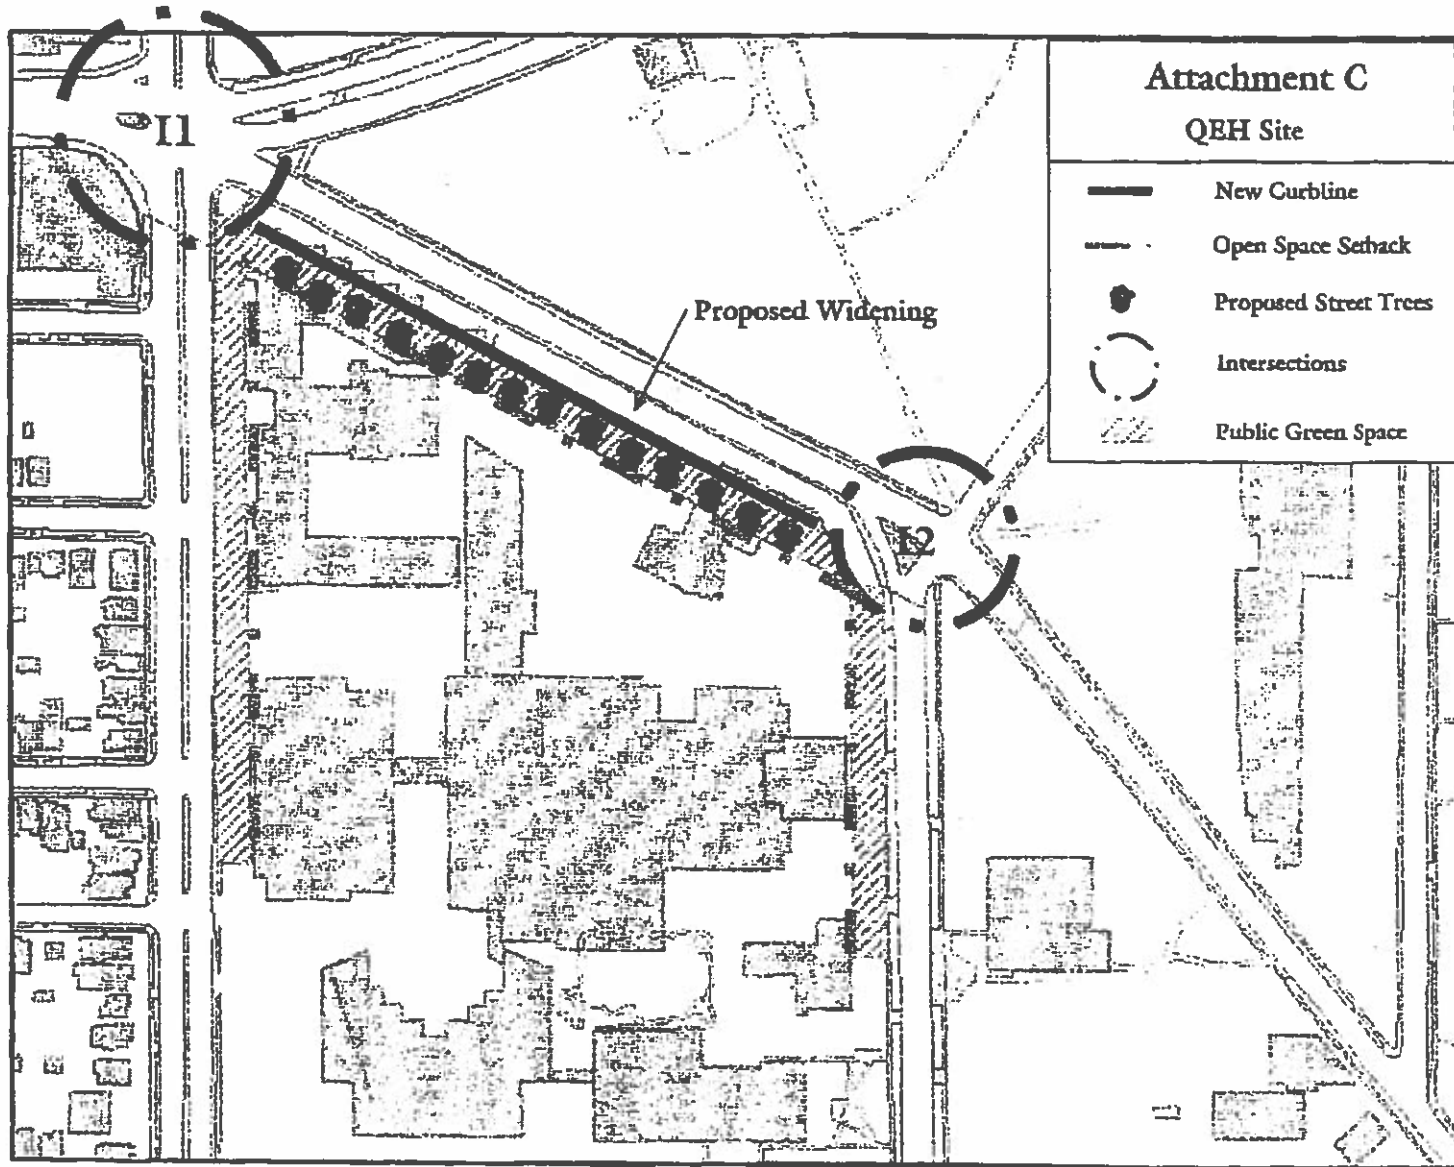 Attachment C
QEH Site
New Curbline
Open Space Setback
Proposed Street Trees
Intersections
Public Green Space
I1
Proposed Widening
I2